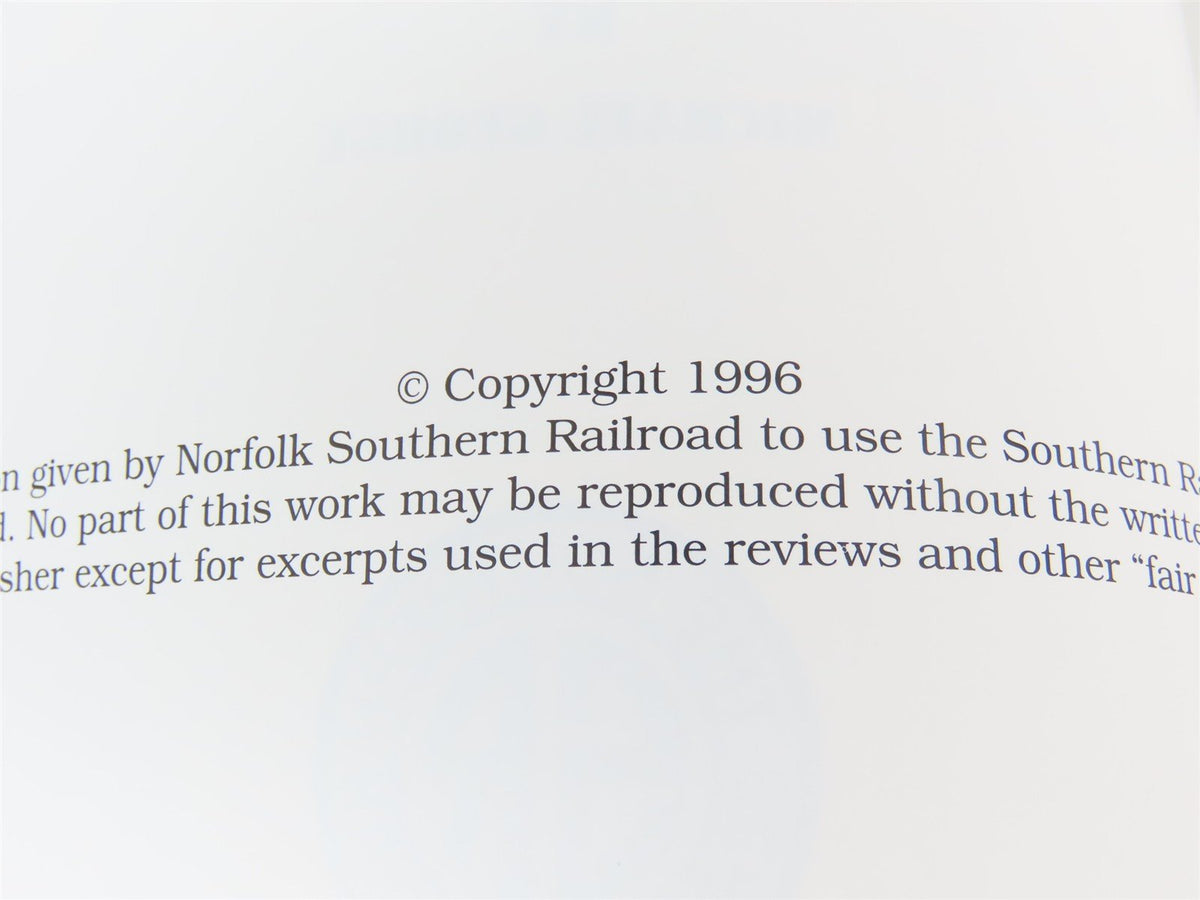 © Copyright 1996
n given by Norfolk Southern Railroad to use the Southern R
d. No part of this work may be reproduced without the writte
sher except for excerpts used in the reviews and other “fair